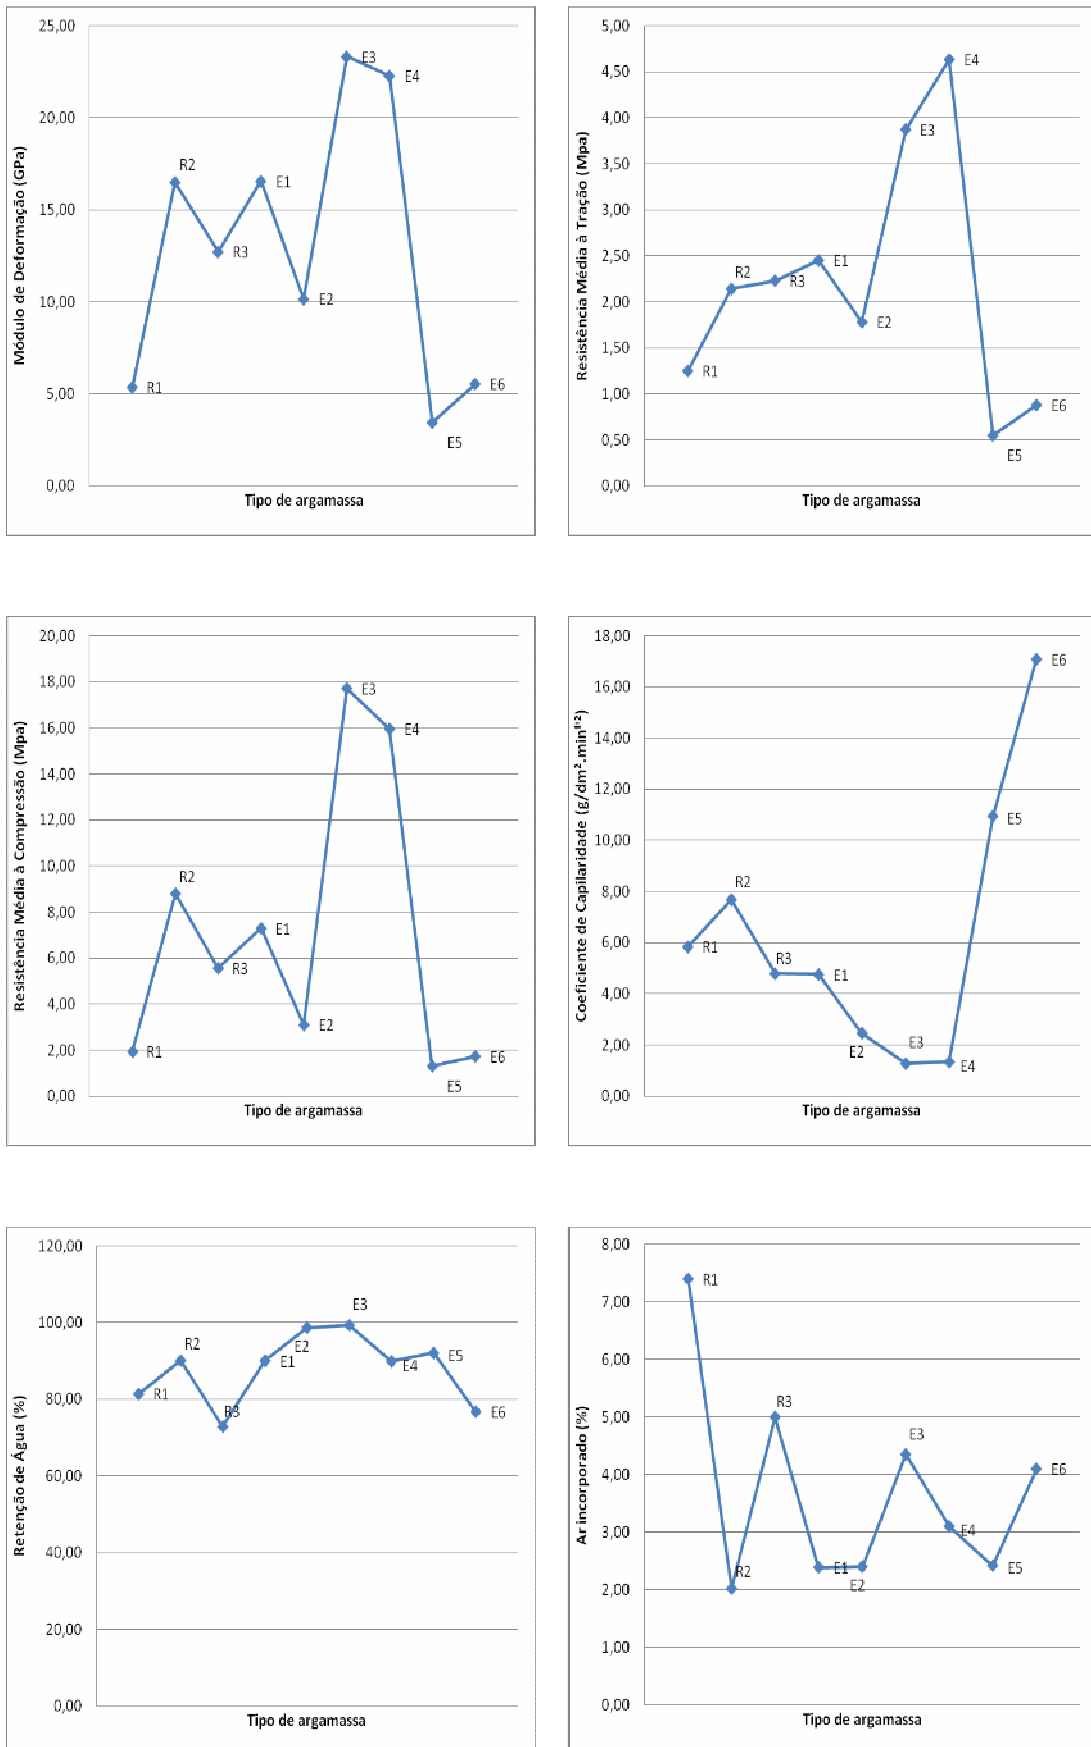 25,00
20,00
15,00
10,00
5,00
0,00
Módulo de Deformação (GPa)
R1
R2
R3
E1
E2
E3
E4
E5
E6
Tipo de argamassa
5,00
4,50
4,00
3,50
3,00
2,50
2,00
1,50
1,00
0,50
0,00
Resistência Média à Tração (Mpa)
R1
R2
R3
E1
E2
E3
E4
E5
E6
Tipo de argamassa
20,00
18,00
16,00
14,00
12,00
10,00
8,00
6,00
4,00
2,00
0,00
Resistência Média à Compressão (Mpa)
R1
R2
R3
E1
E2
E3
E4
E5
E6
Tipo de argamassa
18,00
16,00
14,00
12,00
10,00
8,00
6,00
4,00
2,00
0,00
Coeficiente de Capilaridade (g/dm².min¹'²)
R1
R2
R3
E1
E2
E3
E4
E5
E6
Tipo de argamassa
120,00
100,00
80,00
60,00
40,00
20,00
0,00
Retenção de Água (%)
R1
R2
R3
E1
E2
E3
E4
E5
E6
Tipo de argamassa
8,00
7,00
6,00
5,00
4,00
3,00
2,00
1,00
0,00
Ar incorporado (%)
R1
R2
R3
E1
E2
E3
E4
E5
E6
Tipo de argamassa